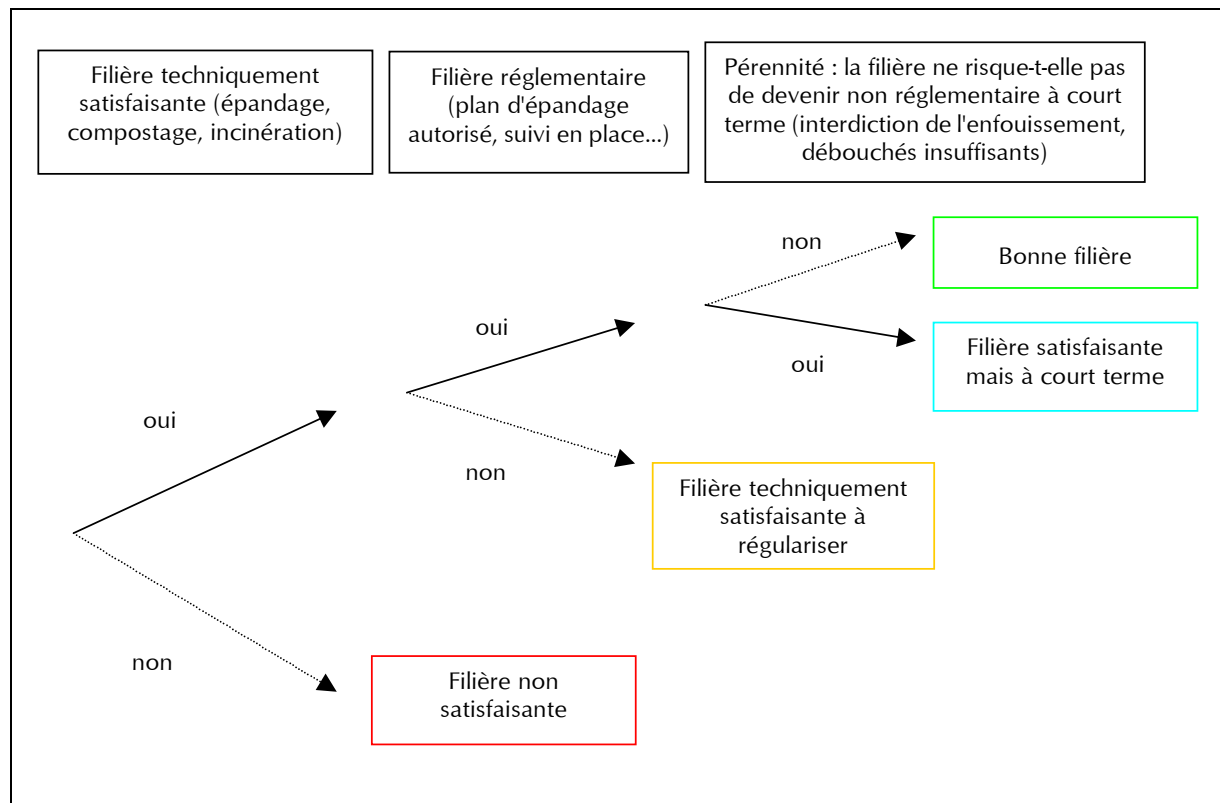 Filière techniquement
satisfaisante (épandage,
compostage, incinération)
Filière réglementaire
(plan d'épandage
autorisé, suivi en place...)
Pérennité : la filière ne risque-t-elle pas
de devenir non réglementaire à court
terme (interdiction de l'enfouissement,
débouchés insuffisants)
non
Bonne filière
oui
Filière satisfaisante
mais à court terme
oui
oui
non
Filière techniquement
satisfaisante à
régulariser
non
Filière non
satisfaisante